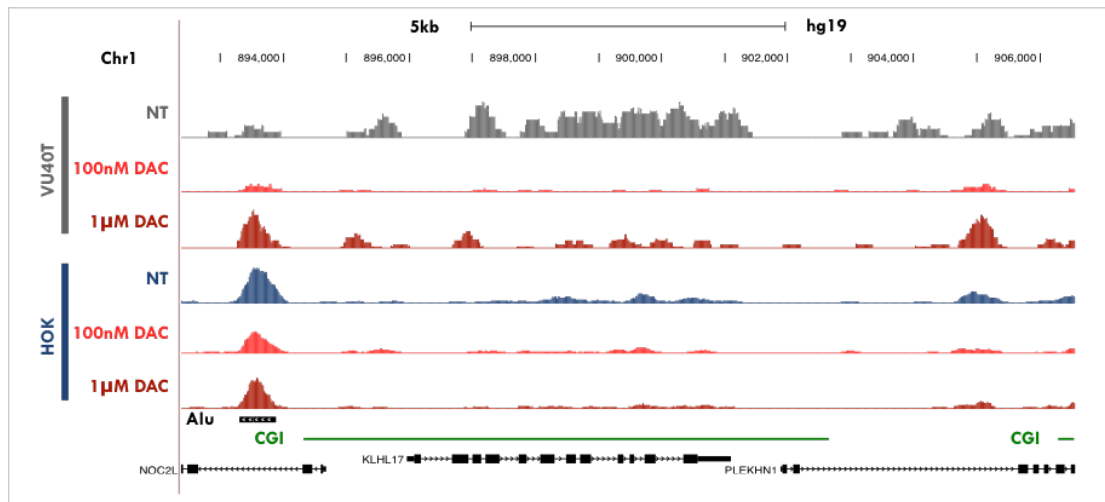 5kb hg19
Chr1 894,000 896,000 898,000 900,000 902,000 904,000 906,000
VU40T
NT
100nM DAC
1µM DAC
HOK
NT
100nM DAC
1µM DAC
Alu
CGI CGI
NOC2L KLHL17 PLEKHN1